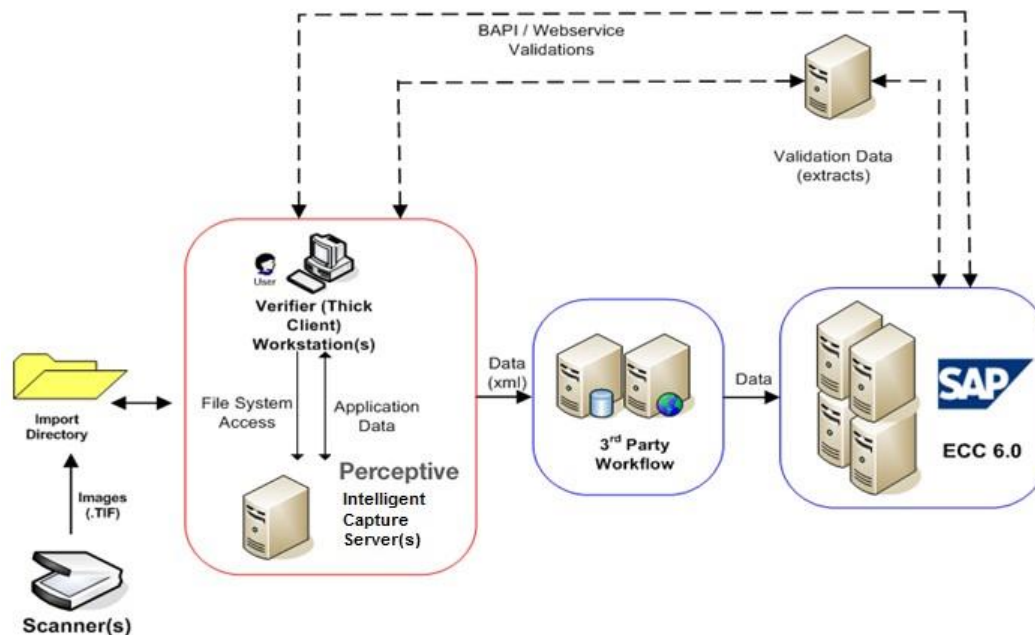 BAPI / Webservice
Validations
Validation Data
(extracts)
User
Verifier (Thick
Client)
Workstation(s)
File System
Access
Application
Data
Perceptive
Intelligent
Capture
Server(s)
Import
Directory
Images
(.TIF)
Scanner(s)
Data
(xml)
3rd Party
Workflow
Data
SAP
ECC 6.0